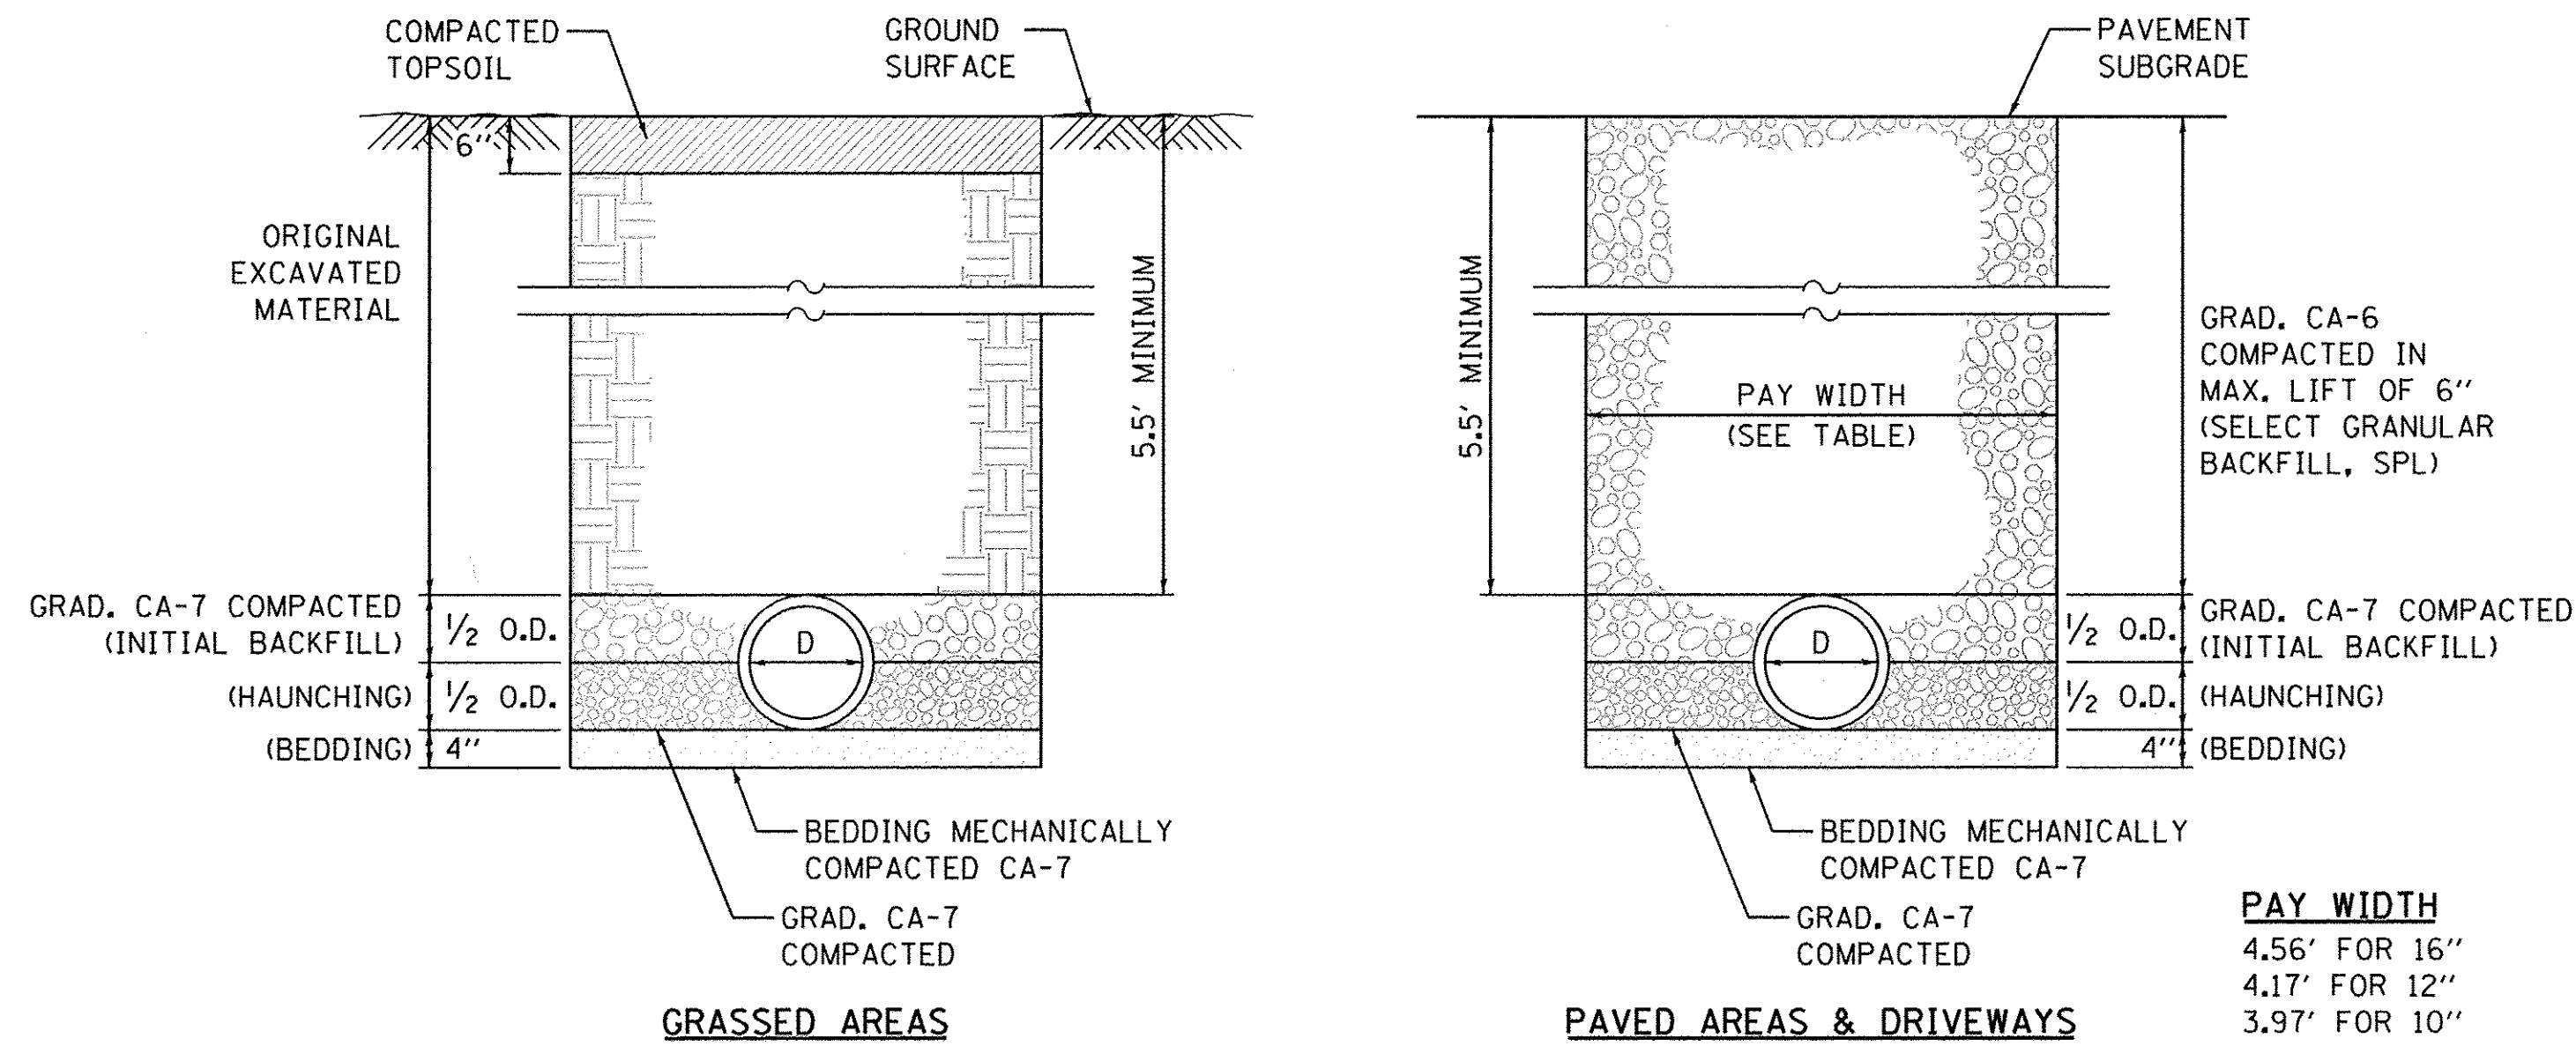 COMPACTED
TOPSOIL
GROUND
SURFACE
6"
ORIGINAL
EXCAVATED
MATERIAL
5.5' MINIMUM
GRAD. CA-7 COMPACTED
(INITIAL BACKFILL)
1/2 O.D.
(HAUNCHING)
1/2 O.D.
(BEDDING)
4"
D
BEDDING MECHANICALLY
COMPACTED CA-7
GRAD. CA-7
COMPACTED
GRASSED AREAS
PAVEMENT
SUBGRADE
5.5' MINIMUM
PAY WIDTH
(SEE TABLE)
GRAD. CA-6
COMPACTED IN
MAX. LIFT OF 6"
(SELECT GRANULAR
BACKFILL, SPL)
D
1/2 O.D.
GRAD. CA-7 COMPACTED
(INITIAL BACKFILL)
1/2 O.D.
(HAUNCHING)
4"
(BEDDING)
BEDDING MECHANICALLY
COMPACTED CA-7
GRAD. CA-7
COMPACTED
PAVED AREAS & DRIVEWAYS
PAY WIDTH
4.56' FOR 16"
4.17' FOR 12"
3.97' FOR 10"